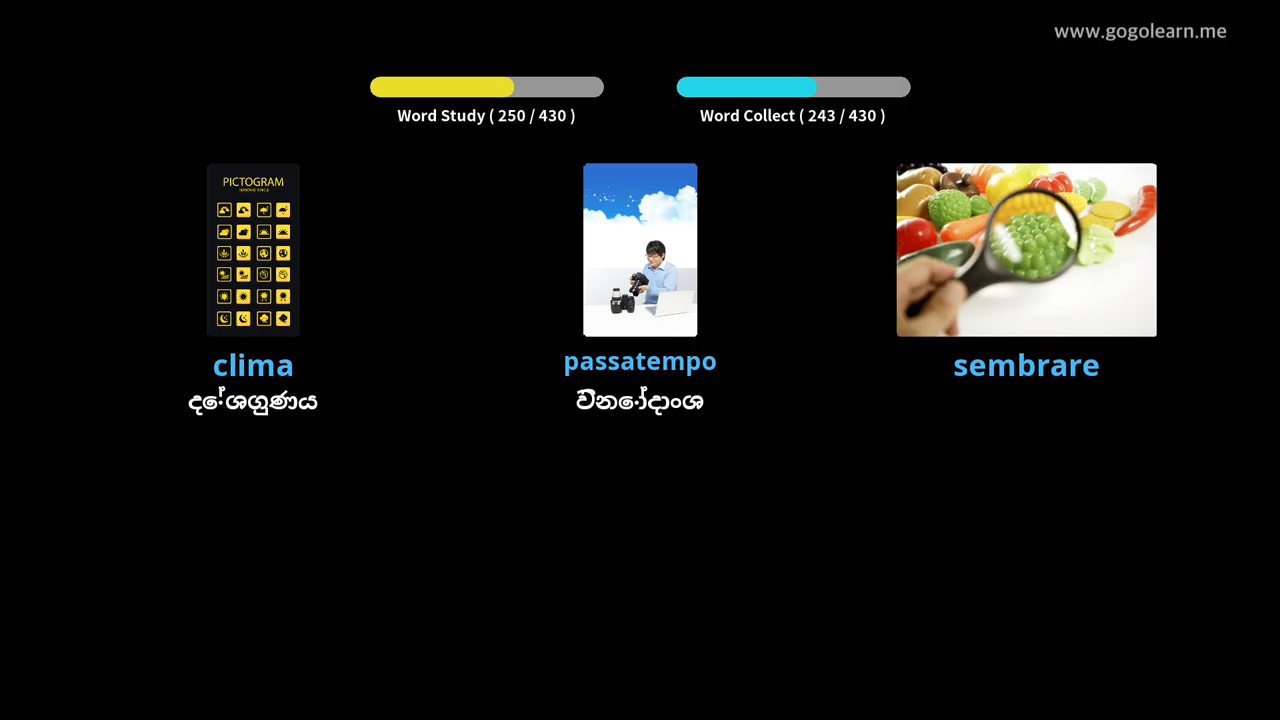 www.gogolearn.me
Word Study ( 250 / 430 )
Word Collect ( 243 / 430 )
PICTOGRAM
clima
passatempo
sembrare
දේශගුණය
විනෝදාංශ